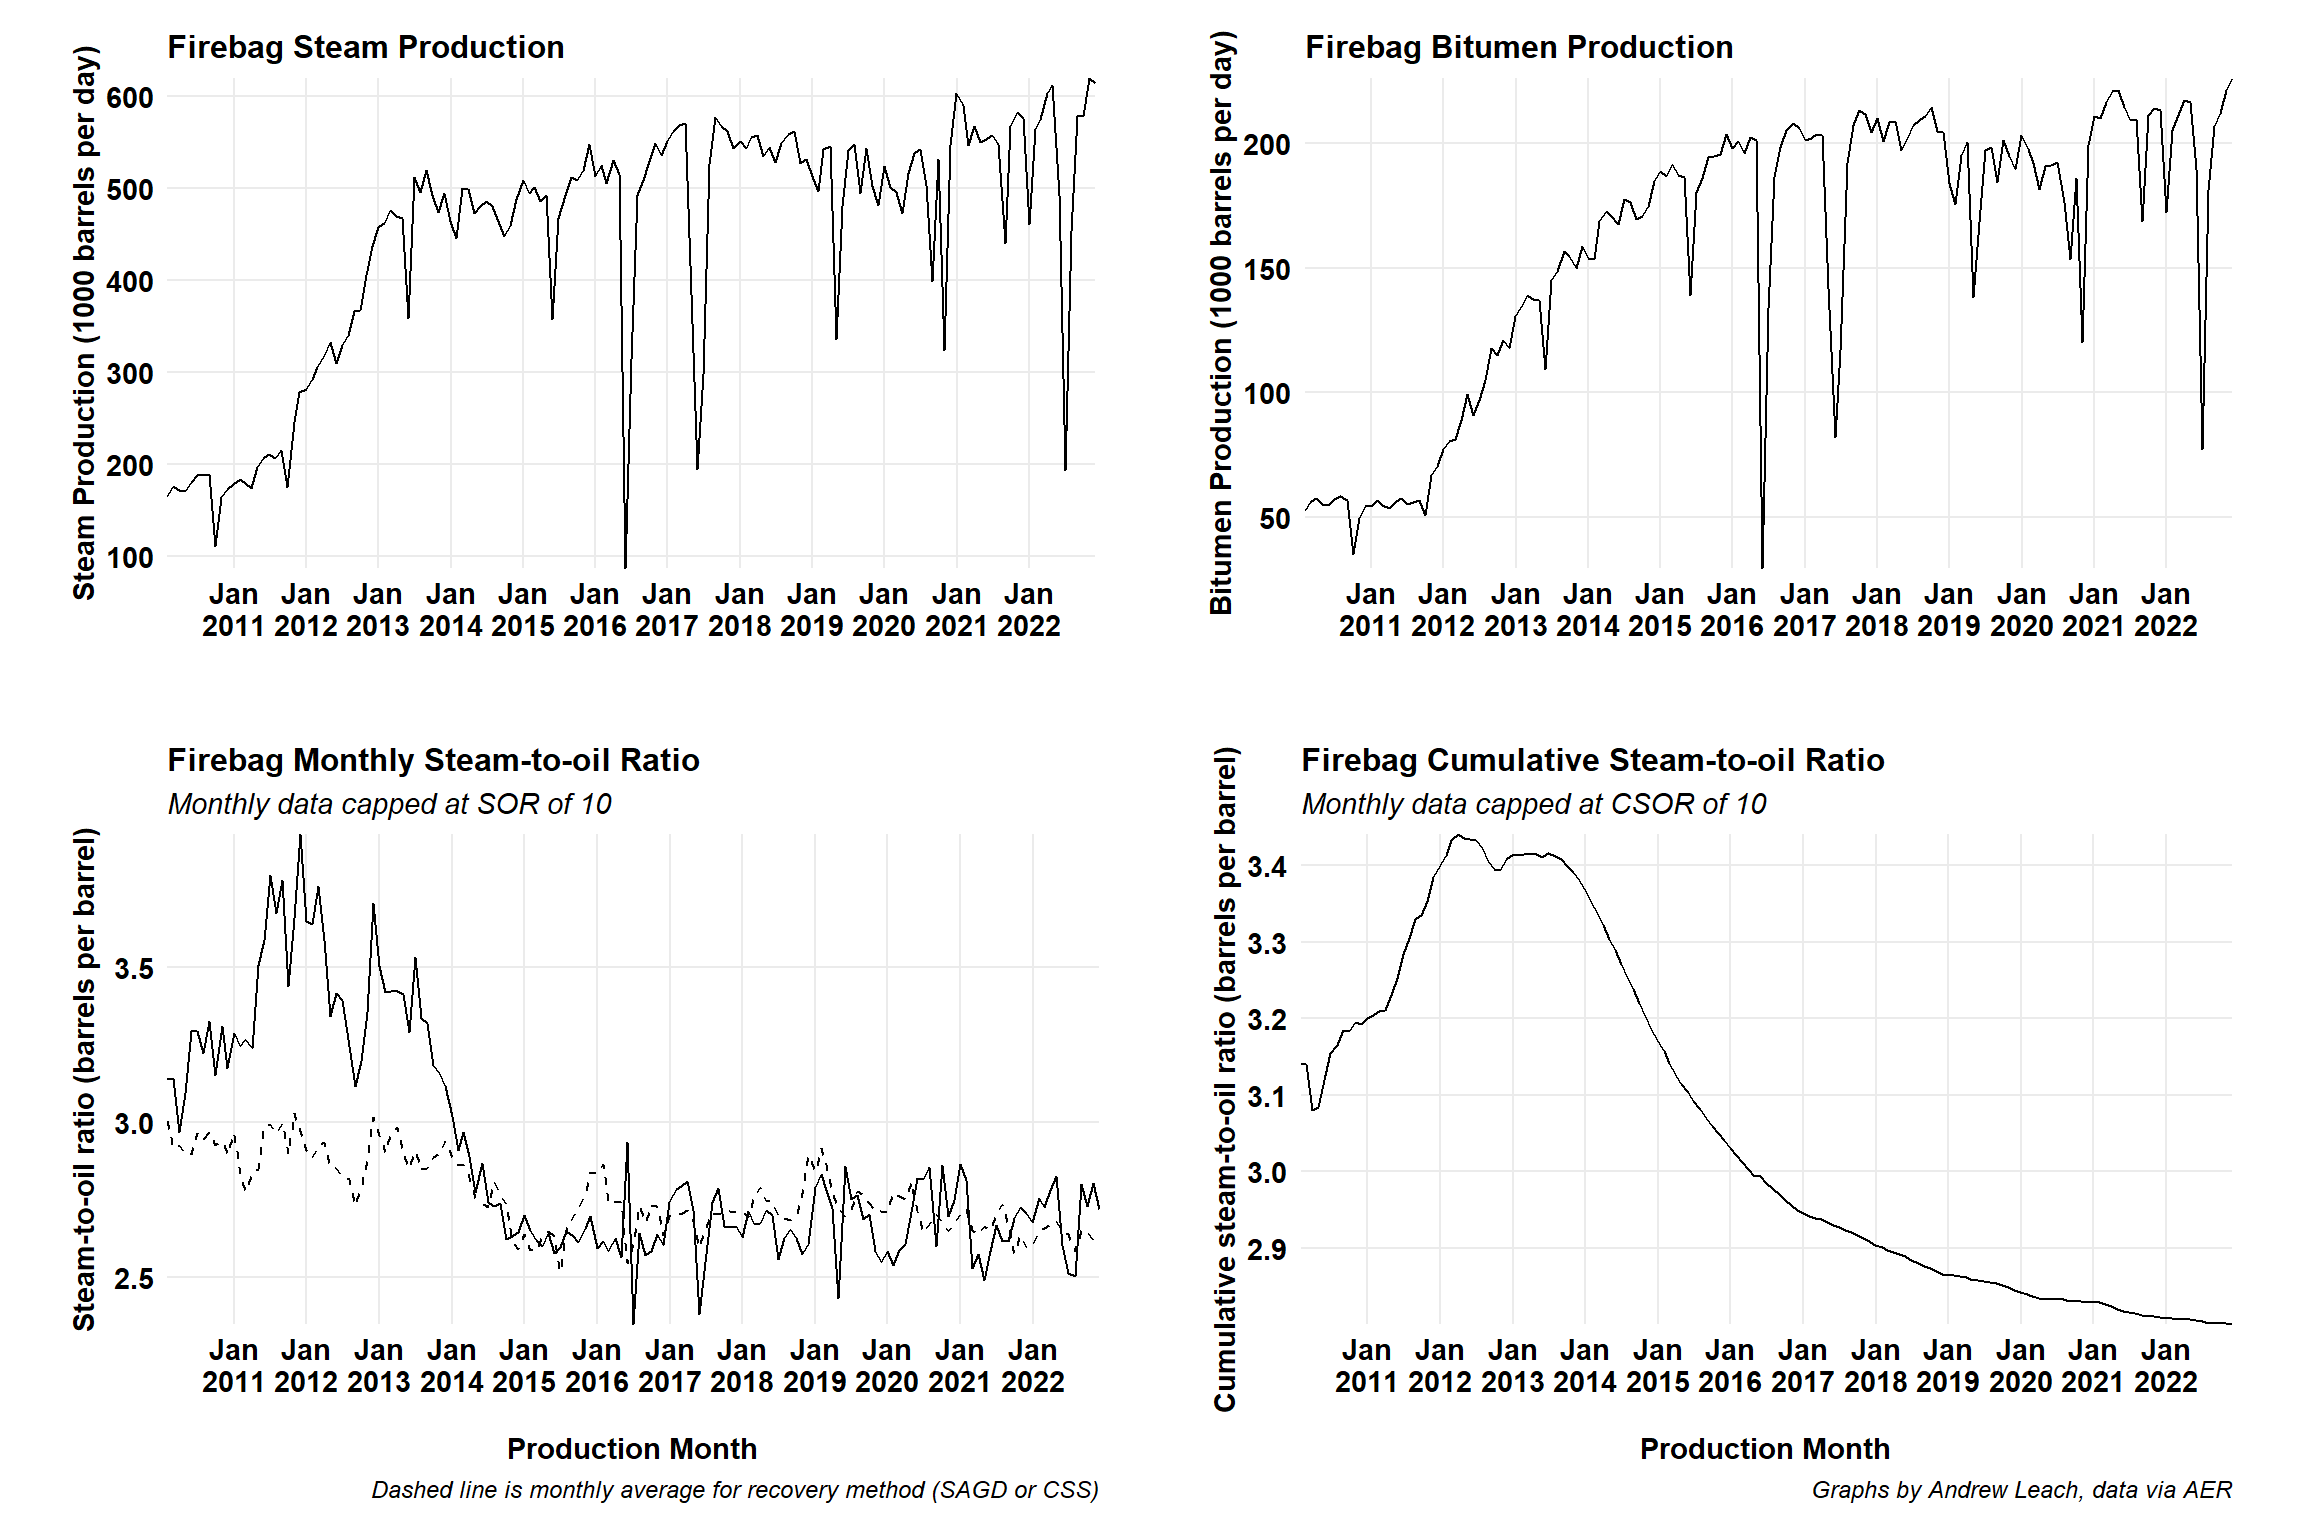 Firebag Steam Production
Steam Production (1000 barrels per day)
600
500
400
300
200
100
Jan Jan Jan Jan Jan Jan Jan Jan Jan Jan Jan Jan
2011 2012 2013 2014 2015 2016 2017 2018 2019 2020 2021 2022
Firebag Bitumen Production
Bitumen Production (1000 barrels per day)
200
150
100
50
Jan Jan Jan Jan Jan Jan Jan Jan Jan Jan Jan Jan
2011 2012 2013 2014 2015 2016 2017 2018 2019 2020 2021 2022
Firebag Monthly Steam-to-oil Ratio
Monthly data capped at SOR of 10
Steam-to-oil ratio (barrels per barrel)
3.5
3.0
2.5
Jan Jan Jan Jan Jan Jan Jan Jan Jan Jan Jan Jan
2011 2012 2013 2014 2015 2016 2017 2018 2019 2020 2021 2022
Production Month
Dashed line is monthly average for recovery method (SAGD or CSS)
Firebag Cumulative Steam-to-oil Ratio
Monthly data capped at CSOR of 10
Cumulative steam-to-oil ratio (barrels per barrel)
3.4
3.3
3.2
3.1
3.0
2.9
Jan Jan Jan Jan Jan Jan Jan Jan Jan Jan Jan Jan
2011 2012 2013 2014 2015 2016 2017 2018 2019 2020 2021 2022
Production Month
Graphs by Andrew Leach, data via AER